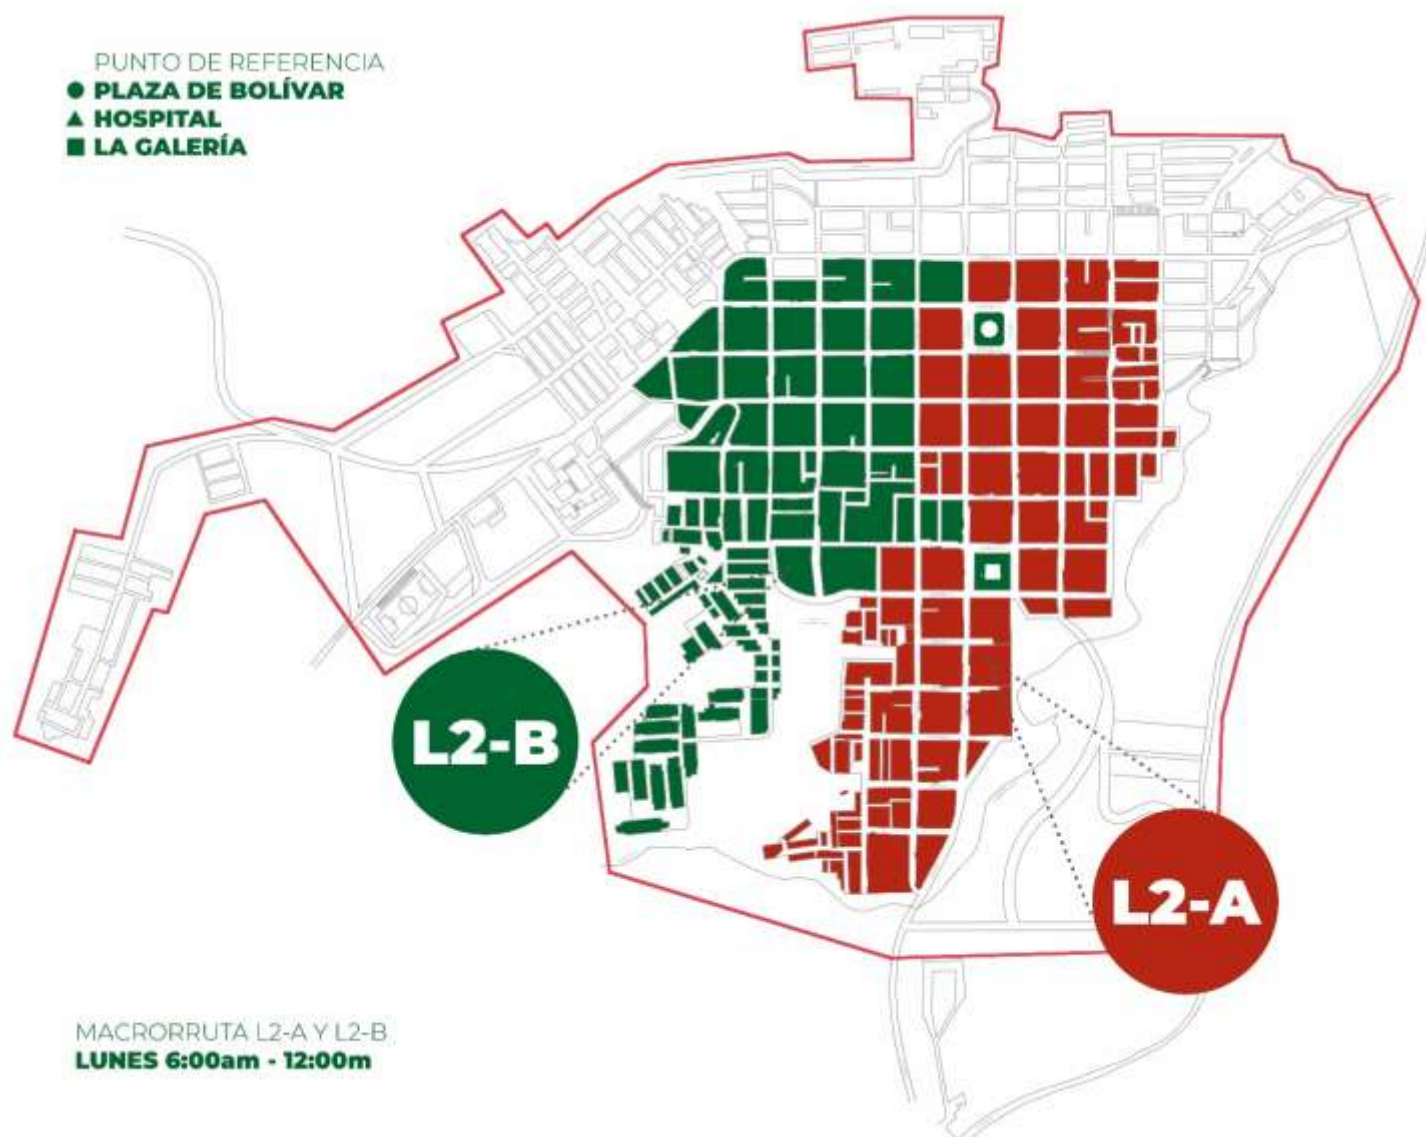 PUNTO DE REFERENCIA
PLAZA DE BOLÍVAR
HOSPITAL
LA GALERÍA
L2-B
L2-A
MACRORRUTA L2-A Y L2-B
LUNES 6:00am - 12:00m